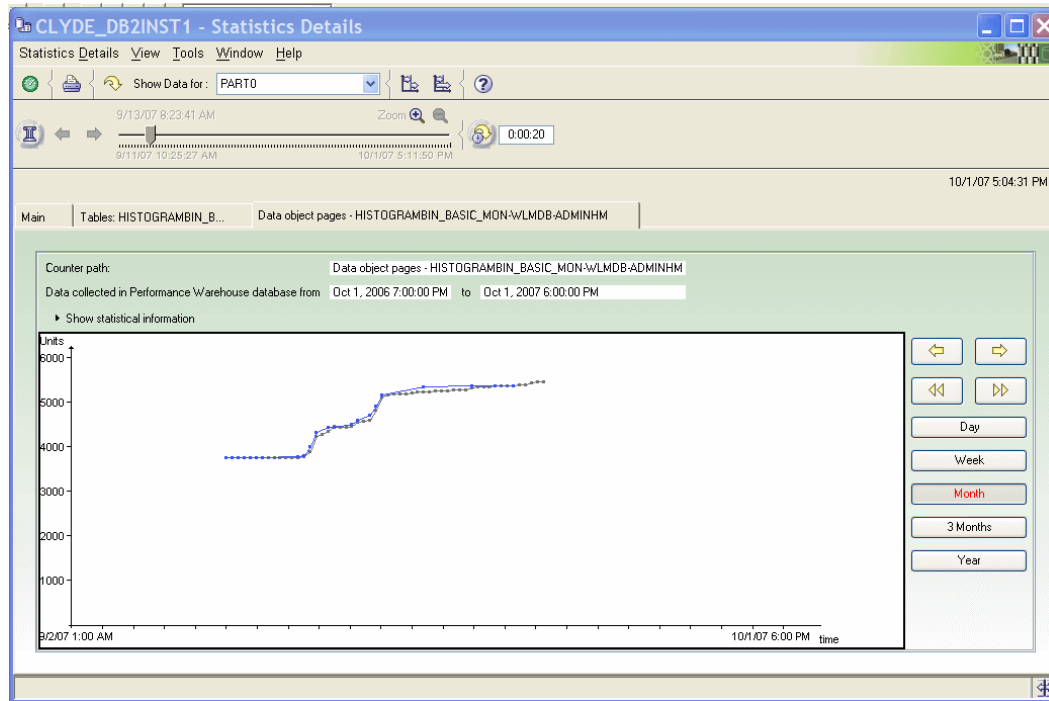 CLYDE_DB2INST1 - Statistics Details
Statistics Details View Tools Window Help
Show Data for : PART0
9/13/07 8:23:41 AM Zoom
0:00:20
9/11/07 10:25:27 AM 10/1/07 5:11:50 PM
10/1/07 5:04:31 PM
Main Tables: HISTOGRAMBIN_B... Data object pages - HISTOGRAMBIN_BASIC_MON-WLMDB-ADMINHM
Counter path: Data object pages - HISTOGRAMBIN_BASIC_MON-WLMDB-ADMINHM
Data collected in Performance Warehouse database from Oct 1, 2006 7:00:00 PM to Oct 1, 2007 6:00:00 PM
Show statistical information
Units
6000
5000
4000
3000
2000
1000
9/2/07 1:00 AM 10/1/07 6:00 PM time
Day
Week
Month
3 Months
Year